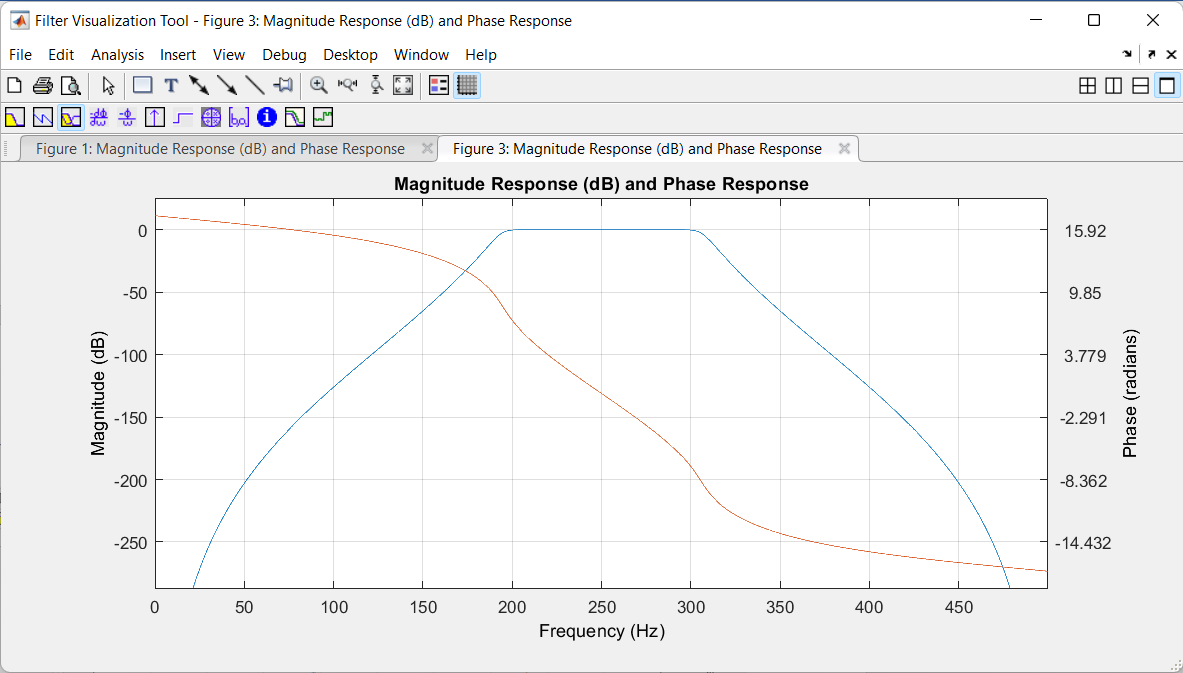 Filter Visualization Tool - Figure 3: Magnitude Response (dB) and Phase Response
File Edit Analysis Insert View Debug Desktop Window Help
Figure 1: Magnitude Response (dB) and Phase Response
Figure 3: Magnitude Response (dB) and Phase Response
Magnitude Response (dB) and Phase Response
Magnitude (dB)
0
-50
-100
-150
-200
-250
15.92
9.85
3.779
-2.291
-8.362
-14.432
Phase (radians)
0 50 100 150 200 250 300 350 400 450
Frequency (Hz)